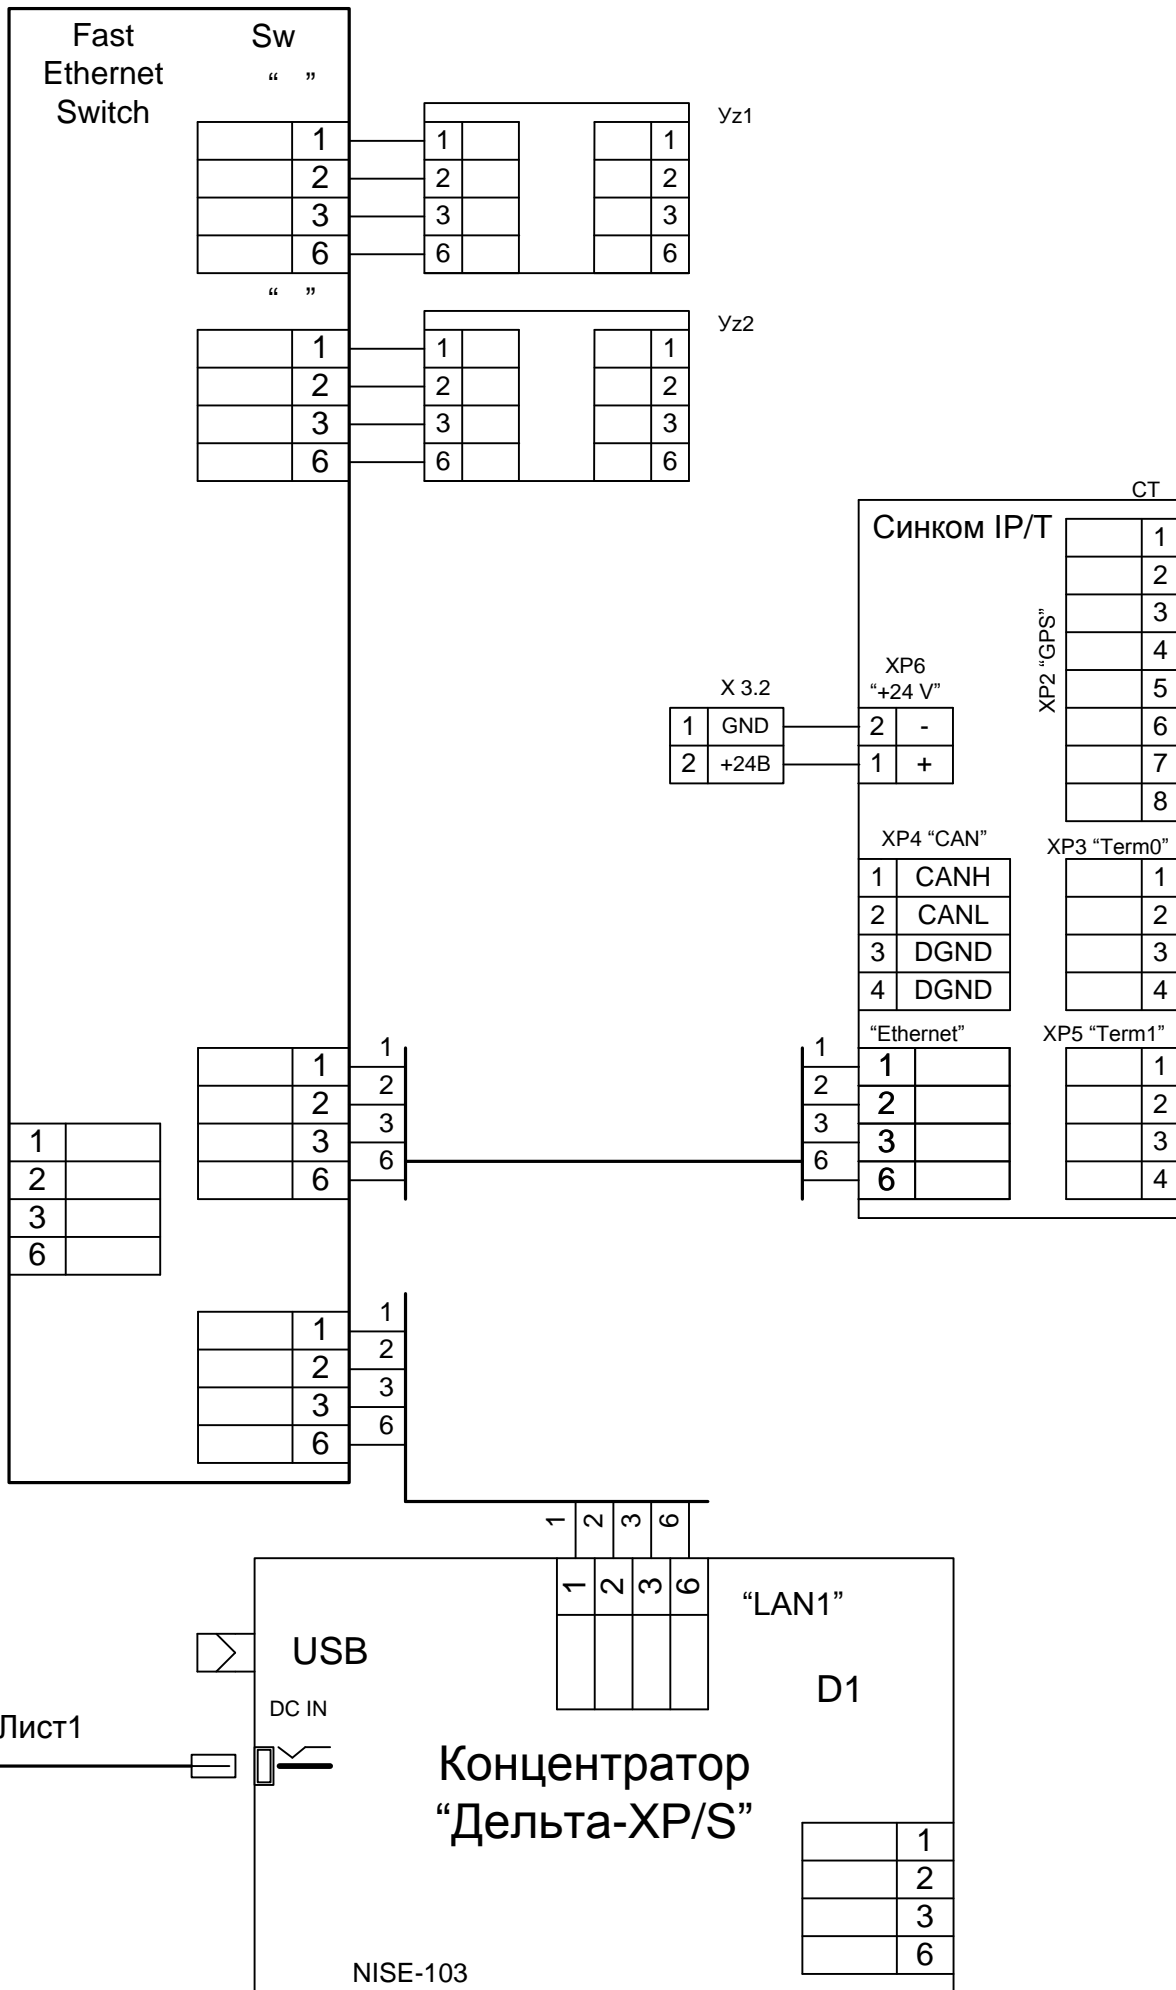 Fast
Ethernet
Switch
Sw
“ ”
1
2
3
6
1
2
3
6
1
2
3
6
Уz1
“ ”
1
2
3
6
1
2
3
6
1
2
3
6
Уz2
СТ
Синком IP/T
XP2 “GPS”
1
2
3
4
5
6
7
8
X 3.2
1 GND
2 +24В
XP6
“+24 V”
2 -
1 +
XP4 “CAN”
1 CANH
2 CANL
3 DGND
4 DGND
XP3 “Term0”
1
2
3
4
“Ethernet”
1
2
3
6
1
2
3
6
XP5 “Term1”
1
2
3
4
1
2
3
6
1
2
3
6
1
2
3
6
1
2
3
6
1
2
3
6
1 2 3 6
1 2 3 6
“LAN1”
USB
D1
DC IN
Лист1
Концентратор
“Дельта-XP/S”
1
2
3
6
NISE-103